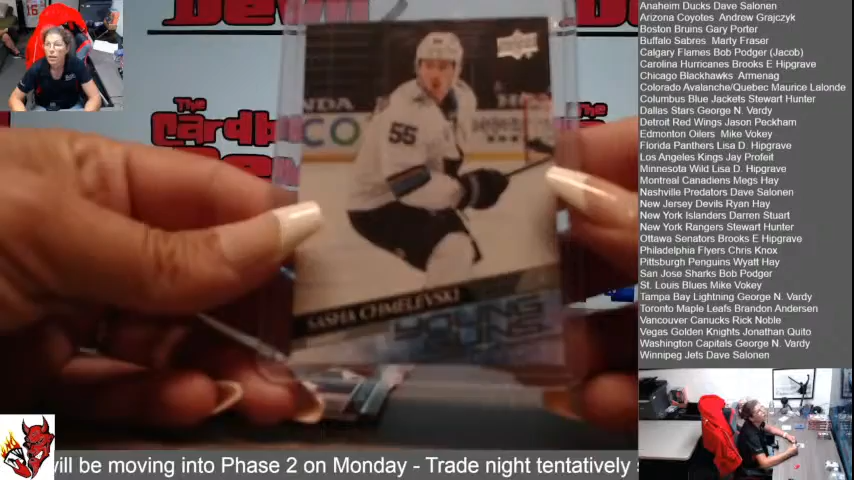 Anaheim Ducks Dave Salonen
Arizona Coyotes Andrew Grajczyk
Boston Bruins Gary Porter
Buffalo Sabres Marty Fraser
Calgary Flames Bob Podger (Jacob)
Carolina Hurricanes Brooks E Hipgrave
Chicago Blackhawks Armenag
Colorado Avalanche/Quebec Maurice Lalonde
Columbus Blue Jackets Stewart Hunter
Dallas Stars George N. Vardy
Detroit Red Wings Jason Peckham
Edmonton Oilers Mike Vokey
Florida Panthers Lisa D. Hipgrave
Los Angeles Kings Jay Profeit
Minnesota Wild Lisa D. Hipgrave
Montreal Canadiens Megs Hay
Nashville Predators Dave Salonen
New Jersey Devils Ryan Hay
New York Islanders Darren Stuart
New York Rangers Stewart Hunter
Ottawa Senators Brooks E Hipgrave
Philadelphia Flyers Chris Knox
Pittsburgh Penguins Wyatt Hay
San Jose Sharks Bob Podger
St. Louis Blues Mike Vokey
Tampa Bay Lightning George N. Vardy
Toronto Maple Leafs Brandon Andersen
Vancouver Canucks Rick Noble
Vegas Golden Knights Jonathan Quito
Washington Capitals George N. Vardy
Winnipeg Jets Dave Salonen
The
Cardb
55
SASHA CHMELEVSKI
YOUNG
GUNS
will be moving into Phase 2 on Monday - Trade night tentatively